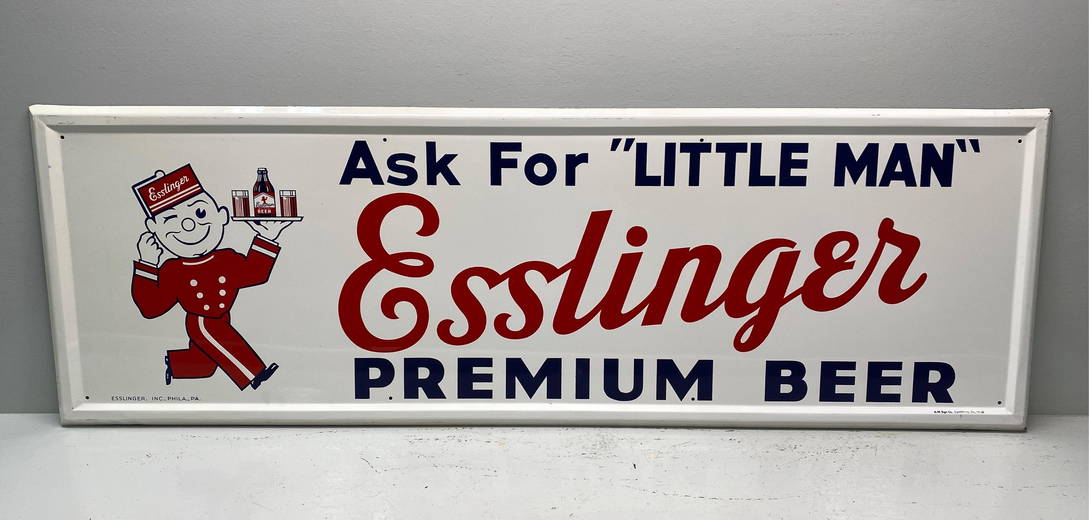 Ask For "LITTLE MAN"
Esslinger
Esslinger
BEER
PREMIUM BEER
ESSLINGER, INC., PHILA., PA.